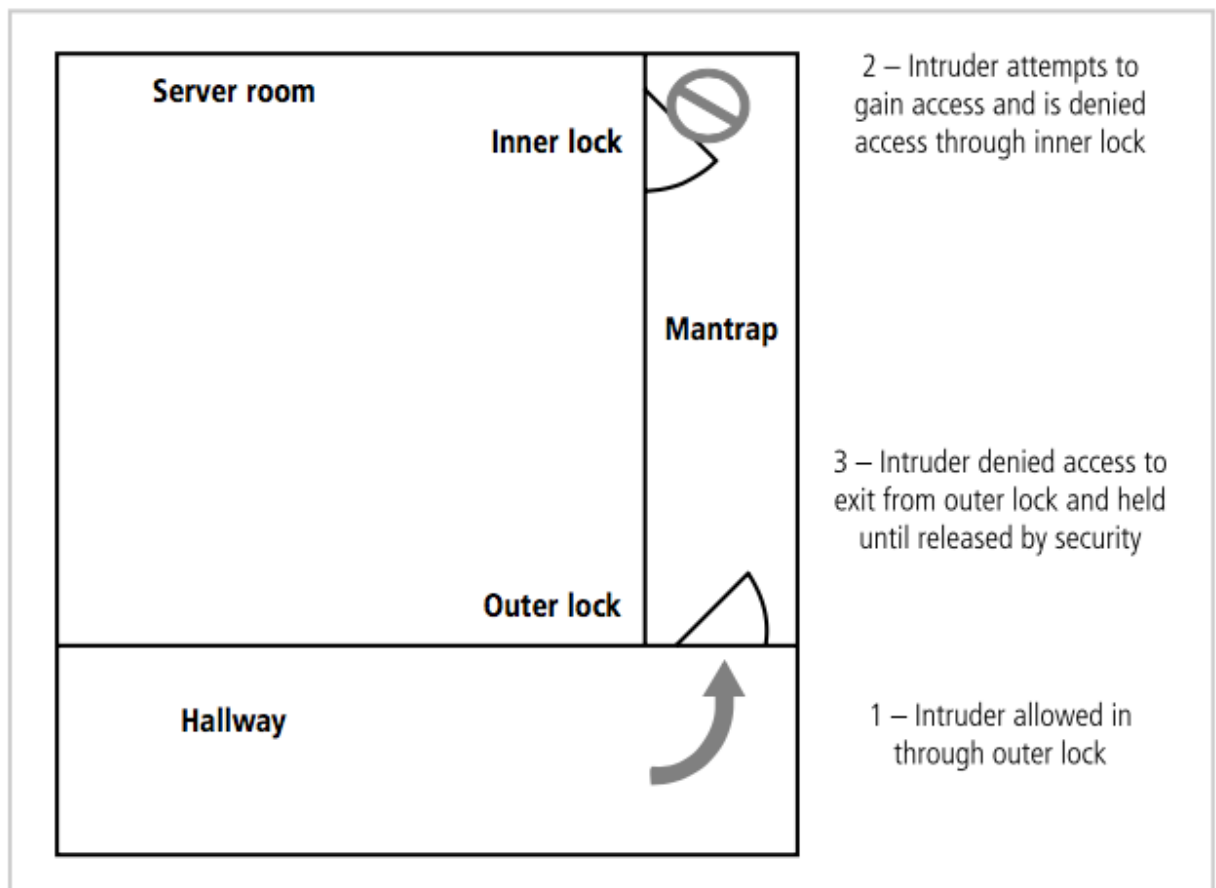 Server room
2 – Intruder attempts to
gain access and is denied
access through inner lock
Inner lock
Mantrap
3 – Intruder denied access to
exit from outer lock and held
until released by security
Outer lock
Hallway
1 – Intruder allowed in
through outer lock